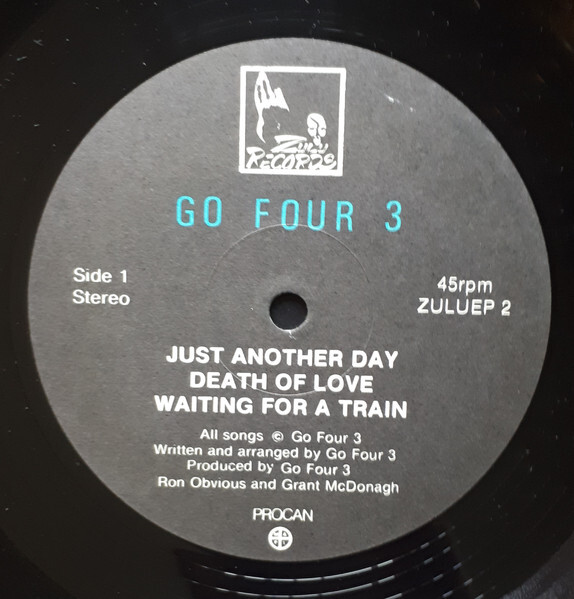 ZULU
RECORDS
GO FOUR 3
Side 1
Stereo
45rpm
ZULUEP 2
JUST ANOTHER DAY
DEATH OF LOVE
WAITING FOR A TRAIN
All songs © Go Four 3
Written and arranged by Go Four 3
Produced by Go Four 3
Ron Obvious and Grant McDonagh
PROCAN